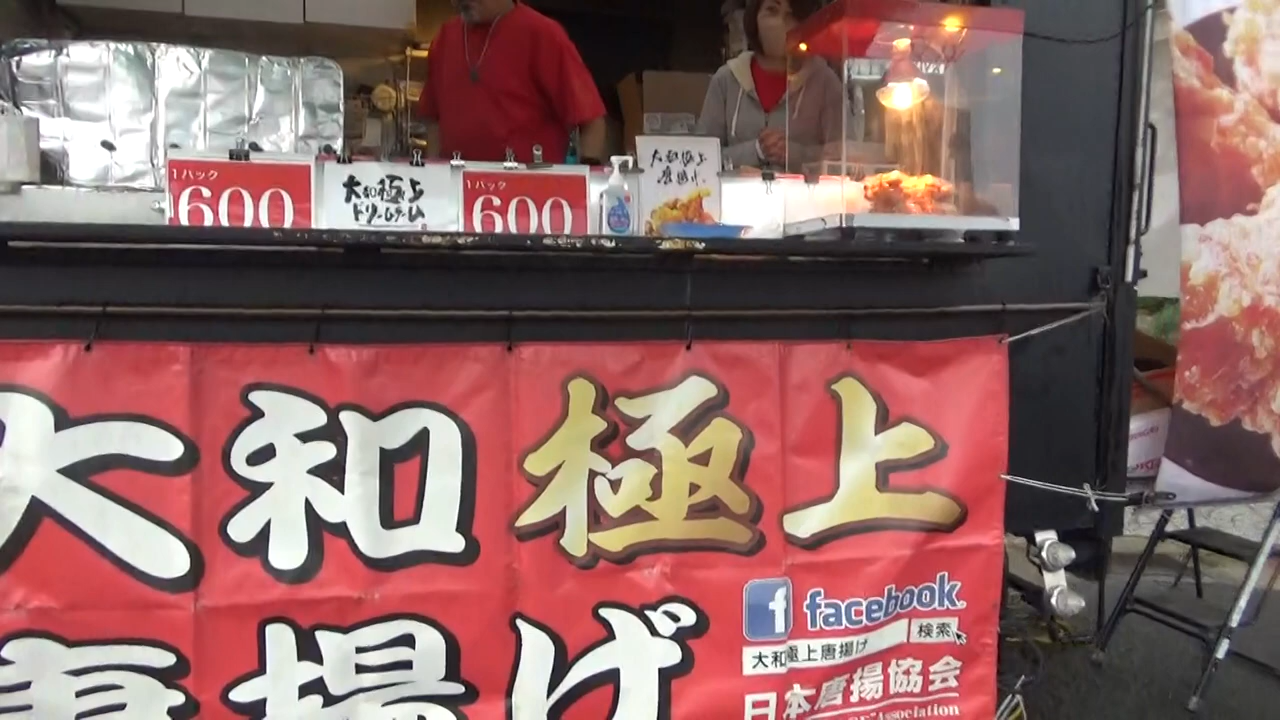 1パック
600
大和極上
ドリームチーム
1パック
600
大和極上
唐揚げ
大和極上
唐揚げ
facebook
大和極上唐揚げ 検索
日本唐揚協会
Association